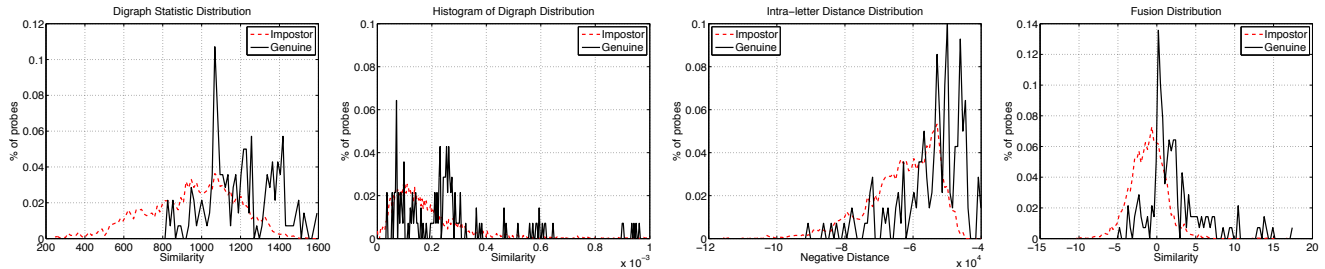 Digraph Statistic Distribution
0.12
0.1
0.08
0.06
0.04
0.02
0
% of probes
Impostor
Genuine
200 400 600 800 1000 1200 1400 1600
Similarity
Histogram of Digraph Distribution
0.1
0.08
0.06
0.04
0.02
0
% of probes
Impostor
Genuine
0 0.2 0.4 0.6 0.8 1
x 10⁻³
Similarity
Intra−letter Distance Distribution
0.1
0.08
0.06
0.04
0.02
0
% of probes
Impostor
Genuine
−12 −10 −8 −6 −4
x 10⁴
Negative Distance
Fusion Distribution
0.14
0.12
0.1
0.08
0.06
0.04
0.02
0
% of probes
Impostor
Genuine
−15 −10 −5 0 5 10 15 20
Similarity